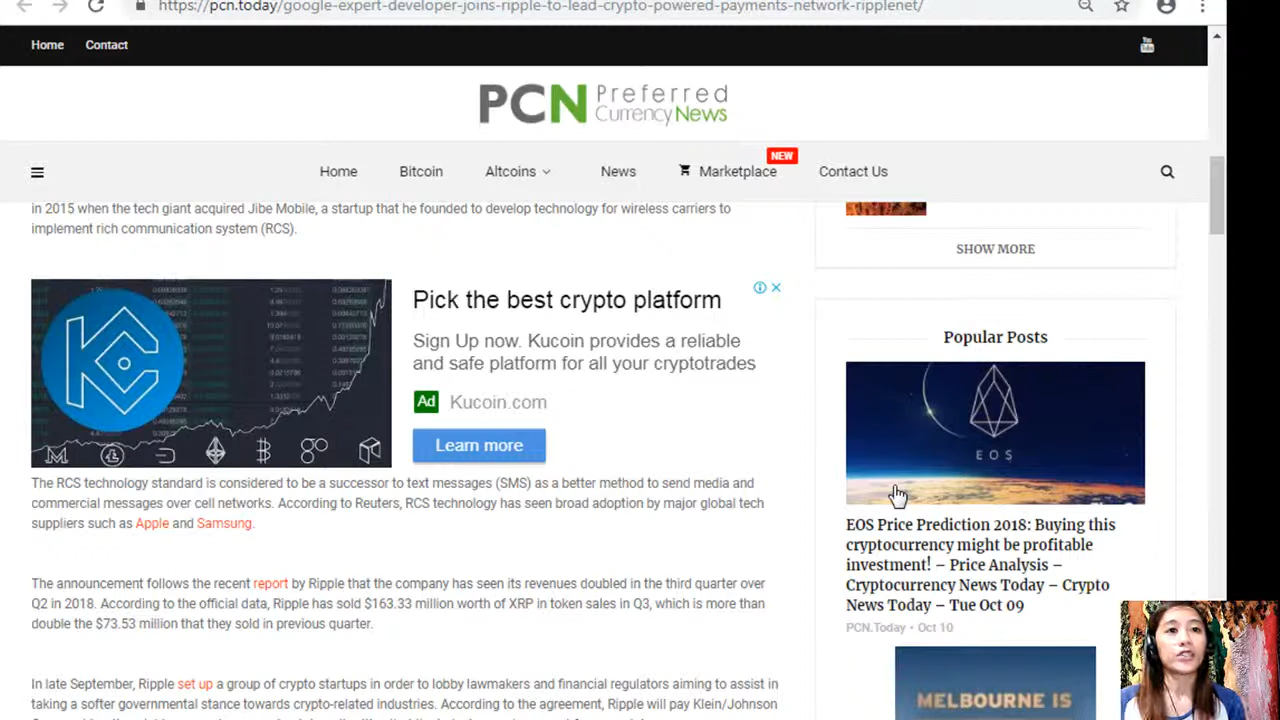 https://pcn.today/google-expert-developer-joins-ripple-to-lead-crypto-powered-payments-network-ripplenet/
Home Contact
You Tube
PCN Preferred
Currency News
NEW
Home Bitcoin Altcoins News Marketplace Contact Us
in 2015 when the tech giant acquired Jibe Mobile, a startup that he founded to develop technology for wireless carriers to
implement rich communication system (RCS).
SHOW MORE
Pick the best crypto platform
Sign Up now. Kucoin provides a reliable
and safe platform for all your cryptotrades
Ad Kucoin.com
Learn more
The RCS technology standard is considered to be a successor to text messages (SMS) as a better method to send media and
commercial messages over cell networks. According to Reuters, RCS technology has seen broad adoption by major global tech
suppliers such as Apple and Samsung.
The announcement follows the recent report by Ripple that the company has seen its revenues doubled in the third quarter over
Q2 in 2018. According to the official data, Ripple has sold $163.33 million worth of XRP in token sales in Q3, which is more than
double the $73.53 million that they sold in previous quarter.
In late September, Ripple set up a group of crypto startups in order to lobby lawmakers and financial regulators aiming to assist in
taking a softer governmental stance towards crypto-related industries. According to the agreement, Ripple will pay Klein/Johnson
Popular Posts
EOS
EOS Price Prediction 2018: Buying this
cryptocurrency might be profitable
investment! – Price Analysis –
Cryptocurrency News Today – Crypto
News Today – Tue Oct 09
PCN.Today • Oct 10
MELBOURNE IS